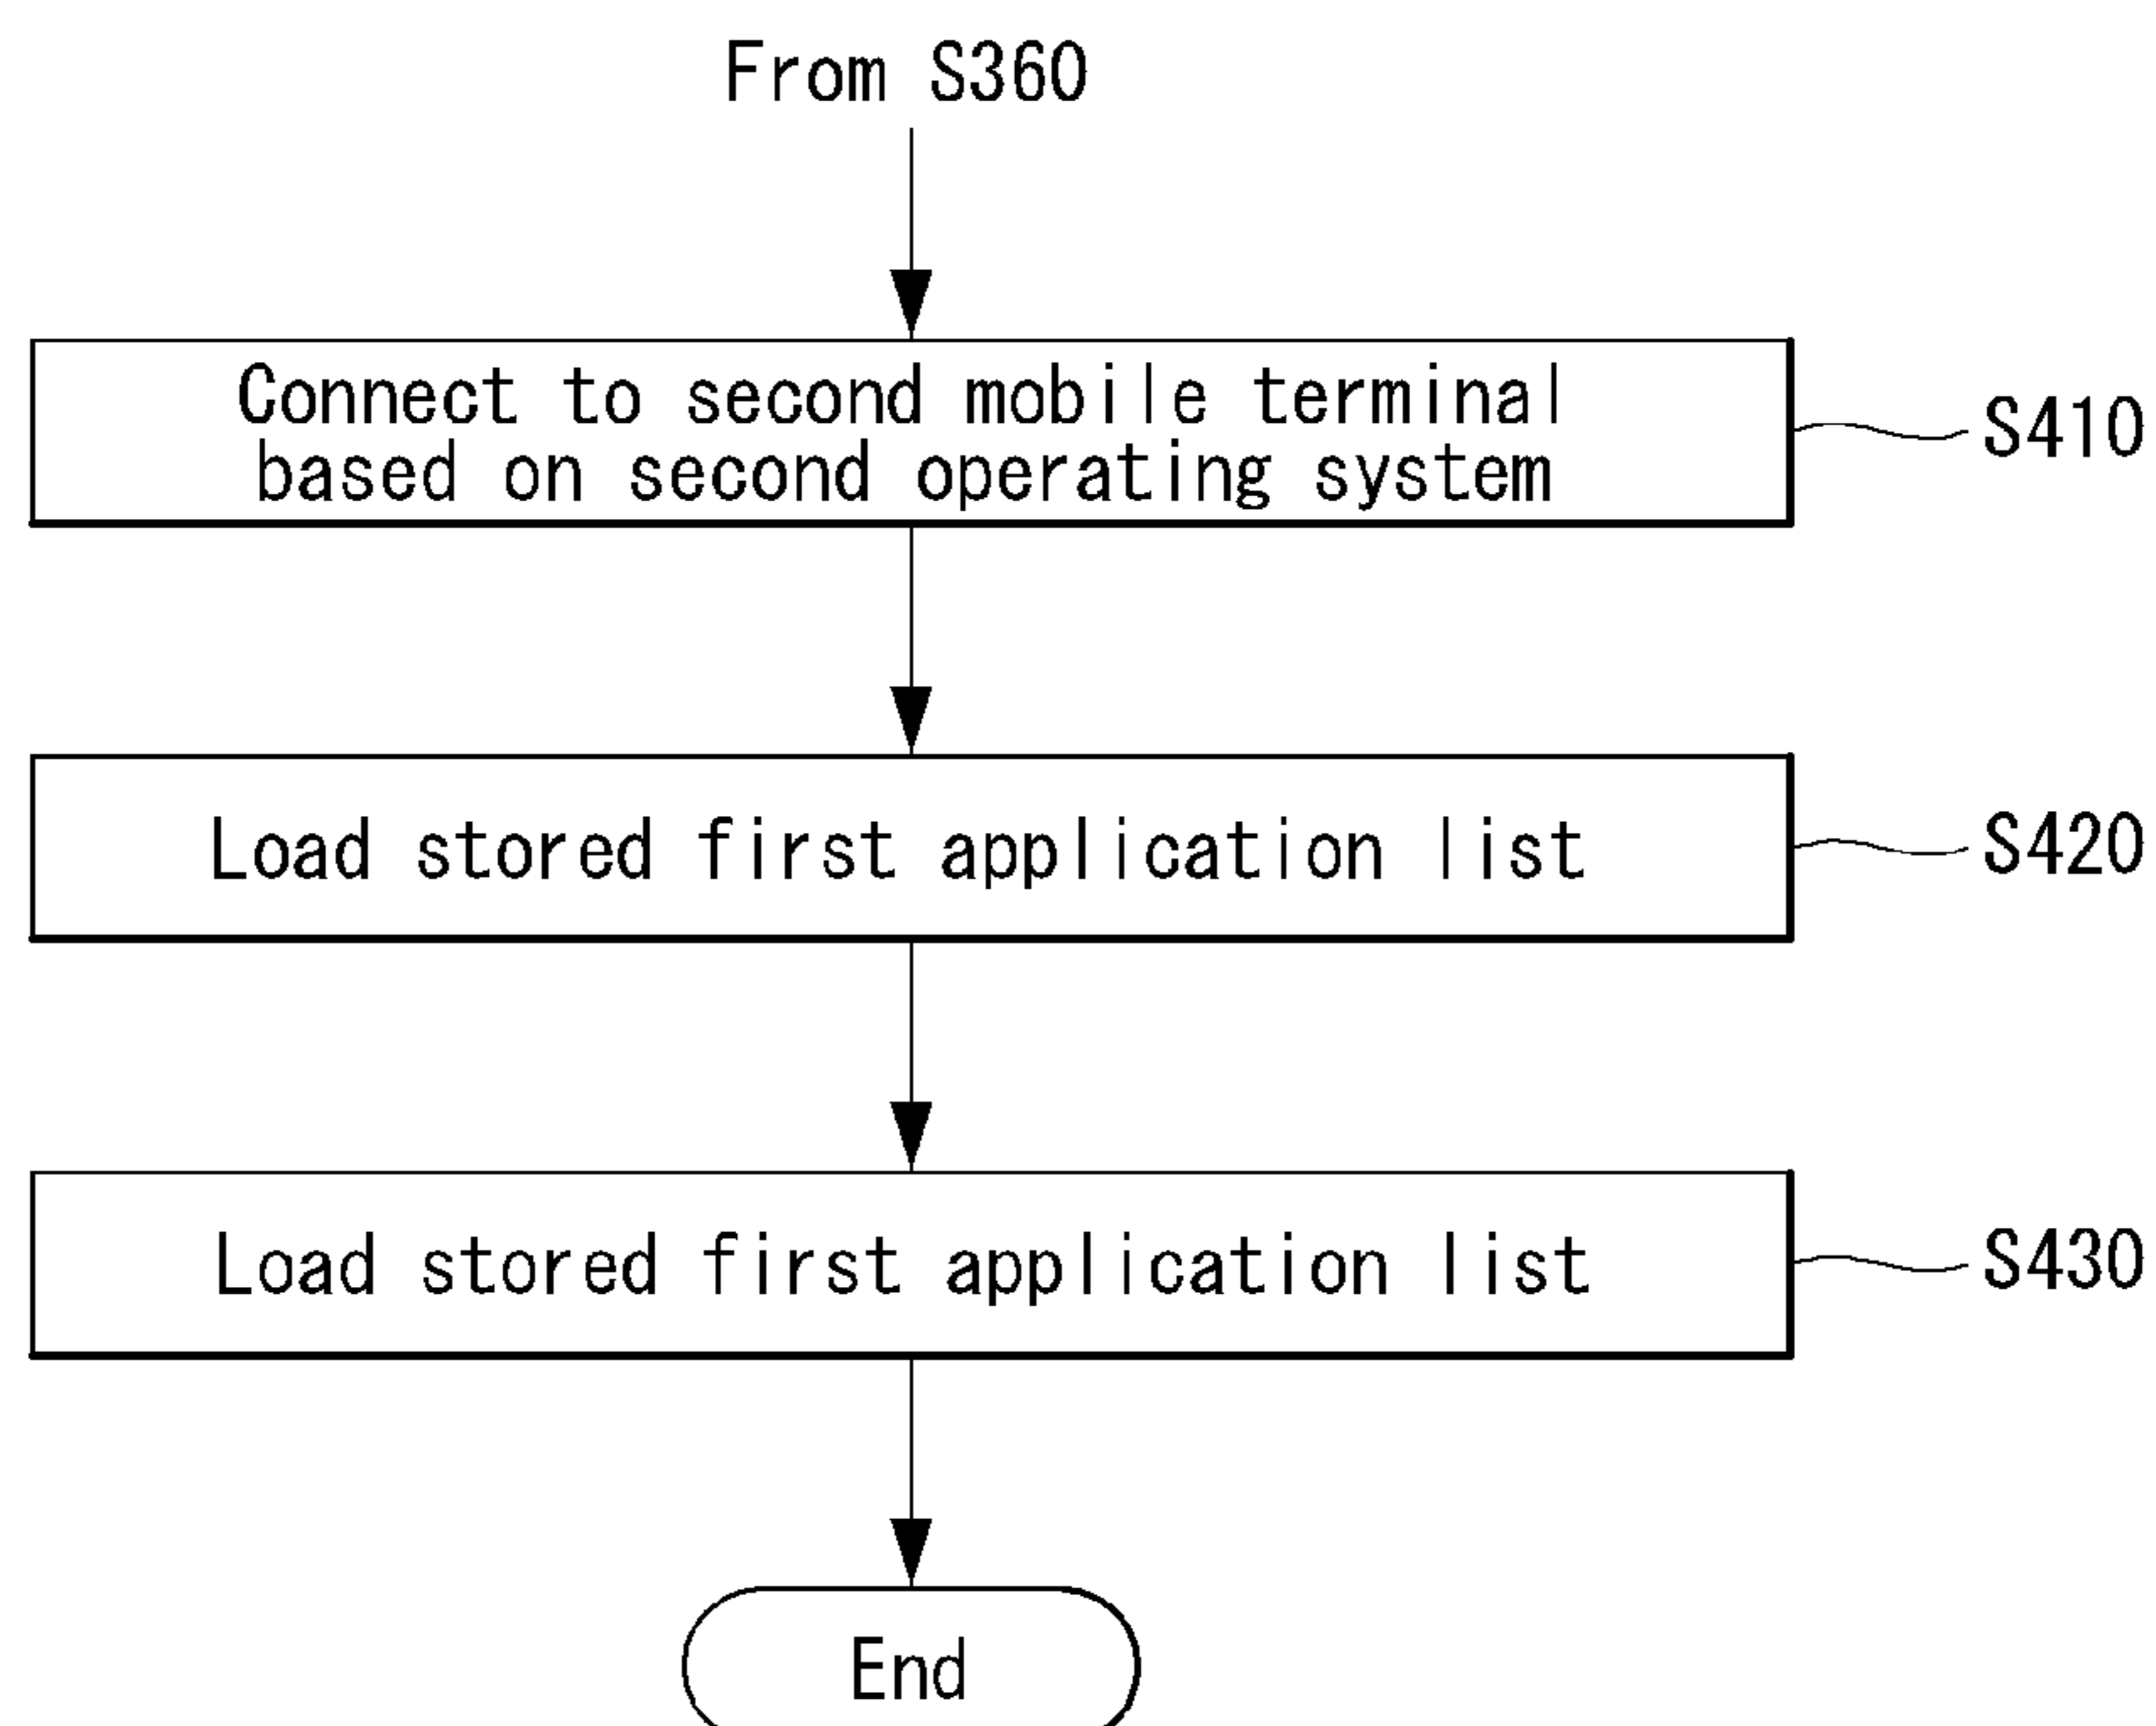 From S360
Connect to second mobile terminal
based on second operating system
S410
Load stored first application list
S420
Load stored first application list
S430
End